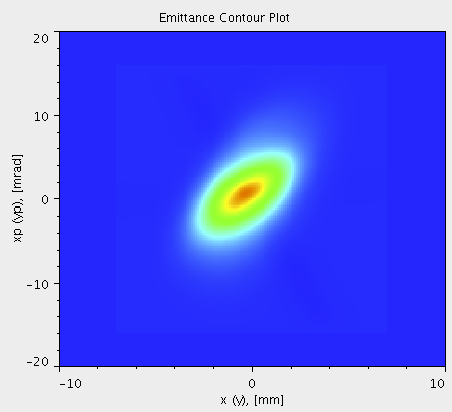 Emittance Contour Plot
20
10
0
-10
-20
xp (yp), [mrad]
-10
0
10
x (y), [mm]